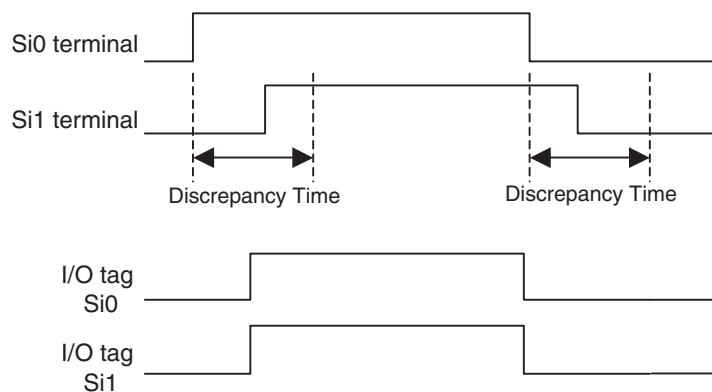 Si0 terminal
Si1 terminal
Discrepancy Time
Discrepancy Time
I/O tag
Si0
I/O tag
Si1